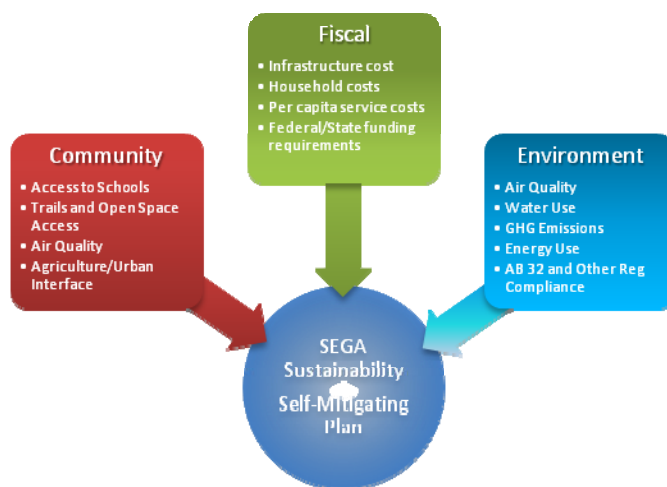 Fiscal
• Infrastructure cost
• Household costs
• Per capita service costs
• Federal/State funding
requirements
Community
• Access to Schools
• Trails and Open Space
Access
• Air Quality
• Agriculture/Urban
Interface
Environment
• Air Quality
• Water Use
• GHG Emissions
• Energy Use
• AB 32 and Other Reg
Compliance
SEGA
Sustainability
Self-Mitigating
Plan